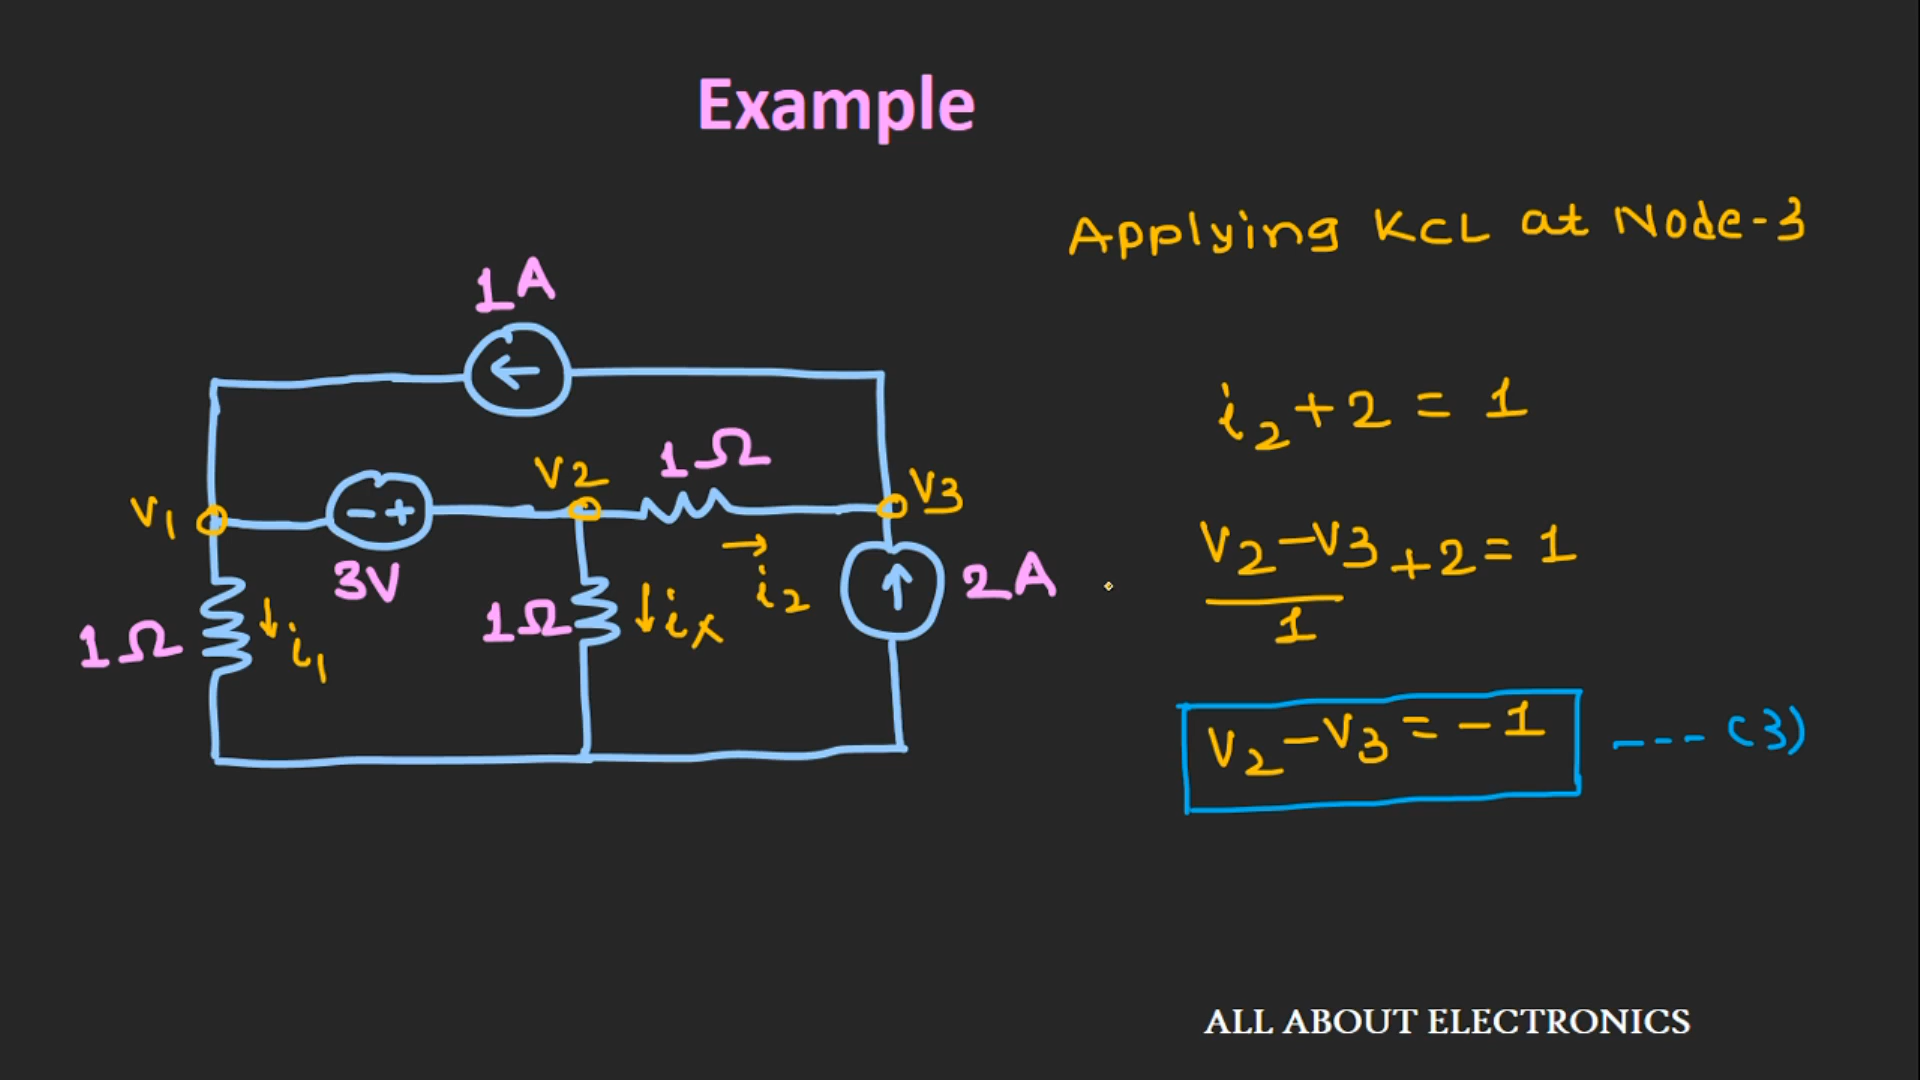 Example
Applying KCL at Node-3
1A
i2+2 = 1
V1
V2
1Ω
V3
- +
3V
i2
2A
V2-V3 +2=1
1
1Ω
i1
1Ω
ix
V2-V3 = -1 --- (3)
ALL ABOUT ELECTRONICS